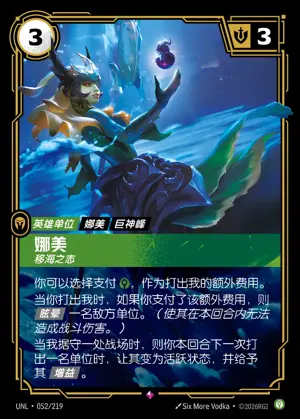 3
3
英雄单位 娜美 巨神峰
娜美
移海之志
你可以选择支付 ，作为打出我的额外费用。
当你打出我时，如果你支付了该额外费用，则
眩晕 一名敌方单位。（使其在本回合内无法
造成战斗伤害。）
当我据守一处战场时，则你本回合下一次打
出一名单位时，让其变为活跃状态，并给予
其 增益 。
UNL • 052/219
Six More Vodka • ©2026RGI